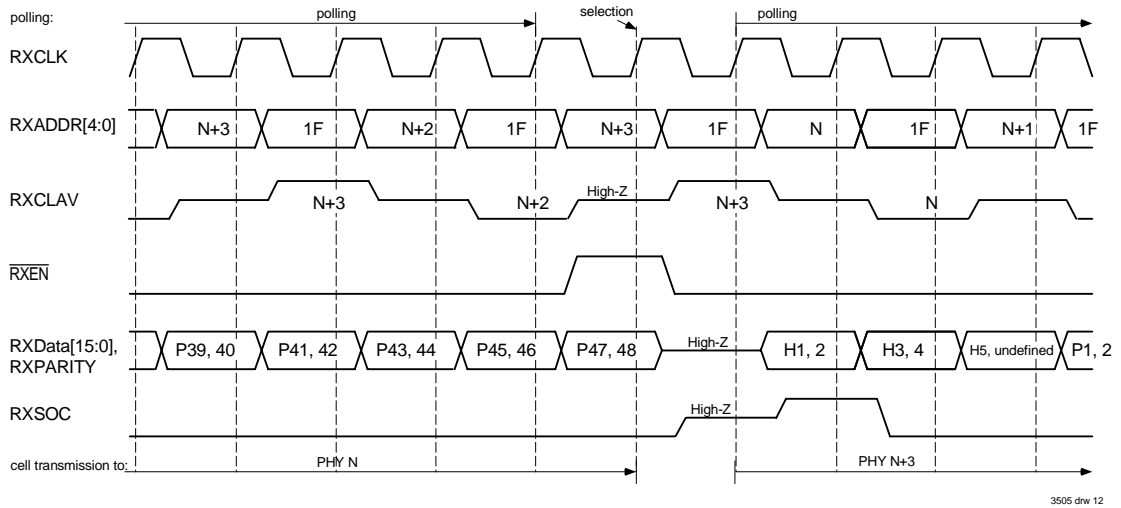 polling: polling selection polling
RXCLK
RXADDR[4:0] N+3 1F N+2 1F N+3 1F N 1F N+1 1F
RXCLAV N+3 N+2 High-Z N+3 N
RXEN
RXData[15:0], RXPARITY P39, 40 P41, 42 P43, 44 P45, 46 P47, 48 High-Z H1, 2 H3, 4 H5, undefined P1, 2
RXSOC High-Z
cell transmission to: PHY N PHY N+3
3505 drw 12